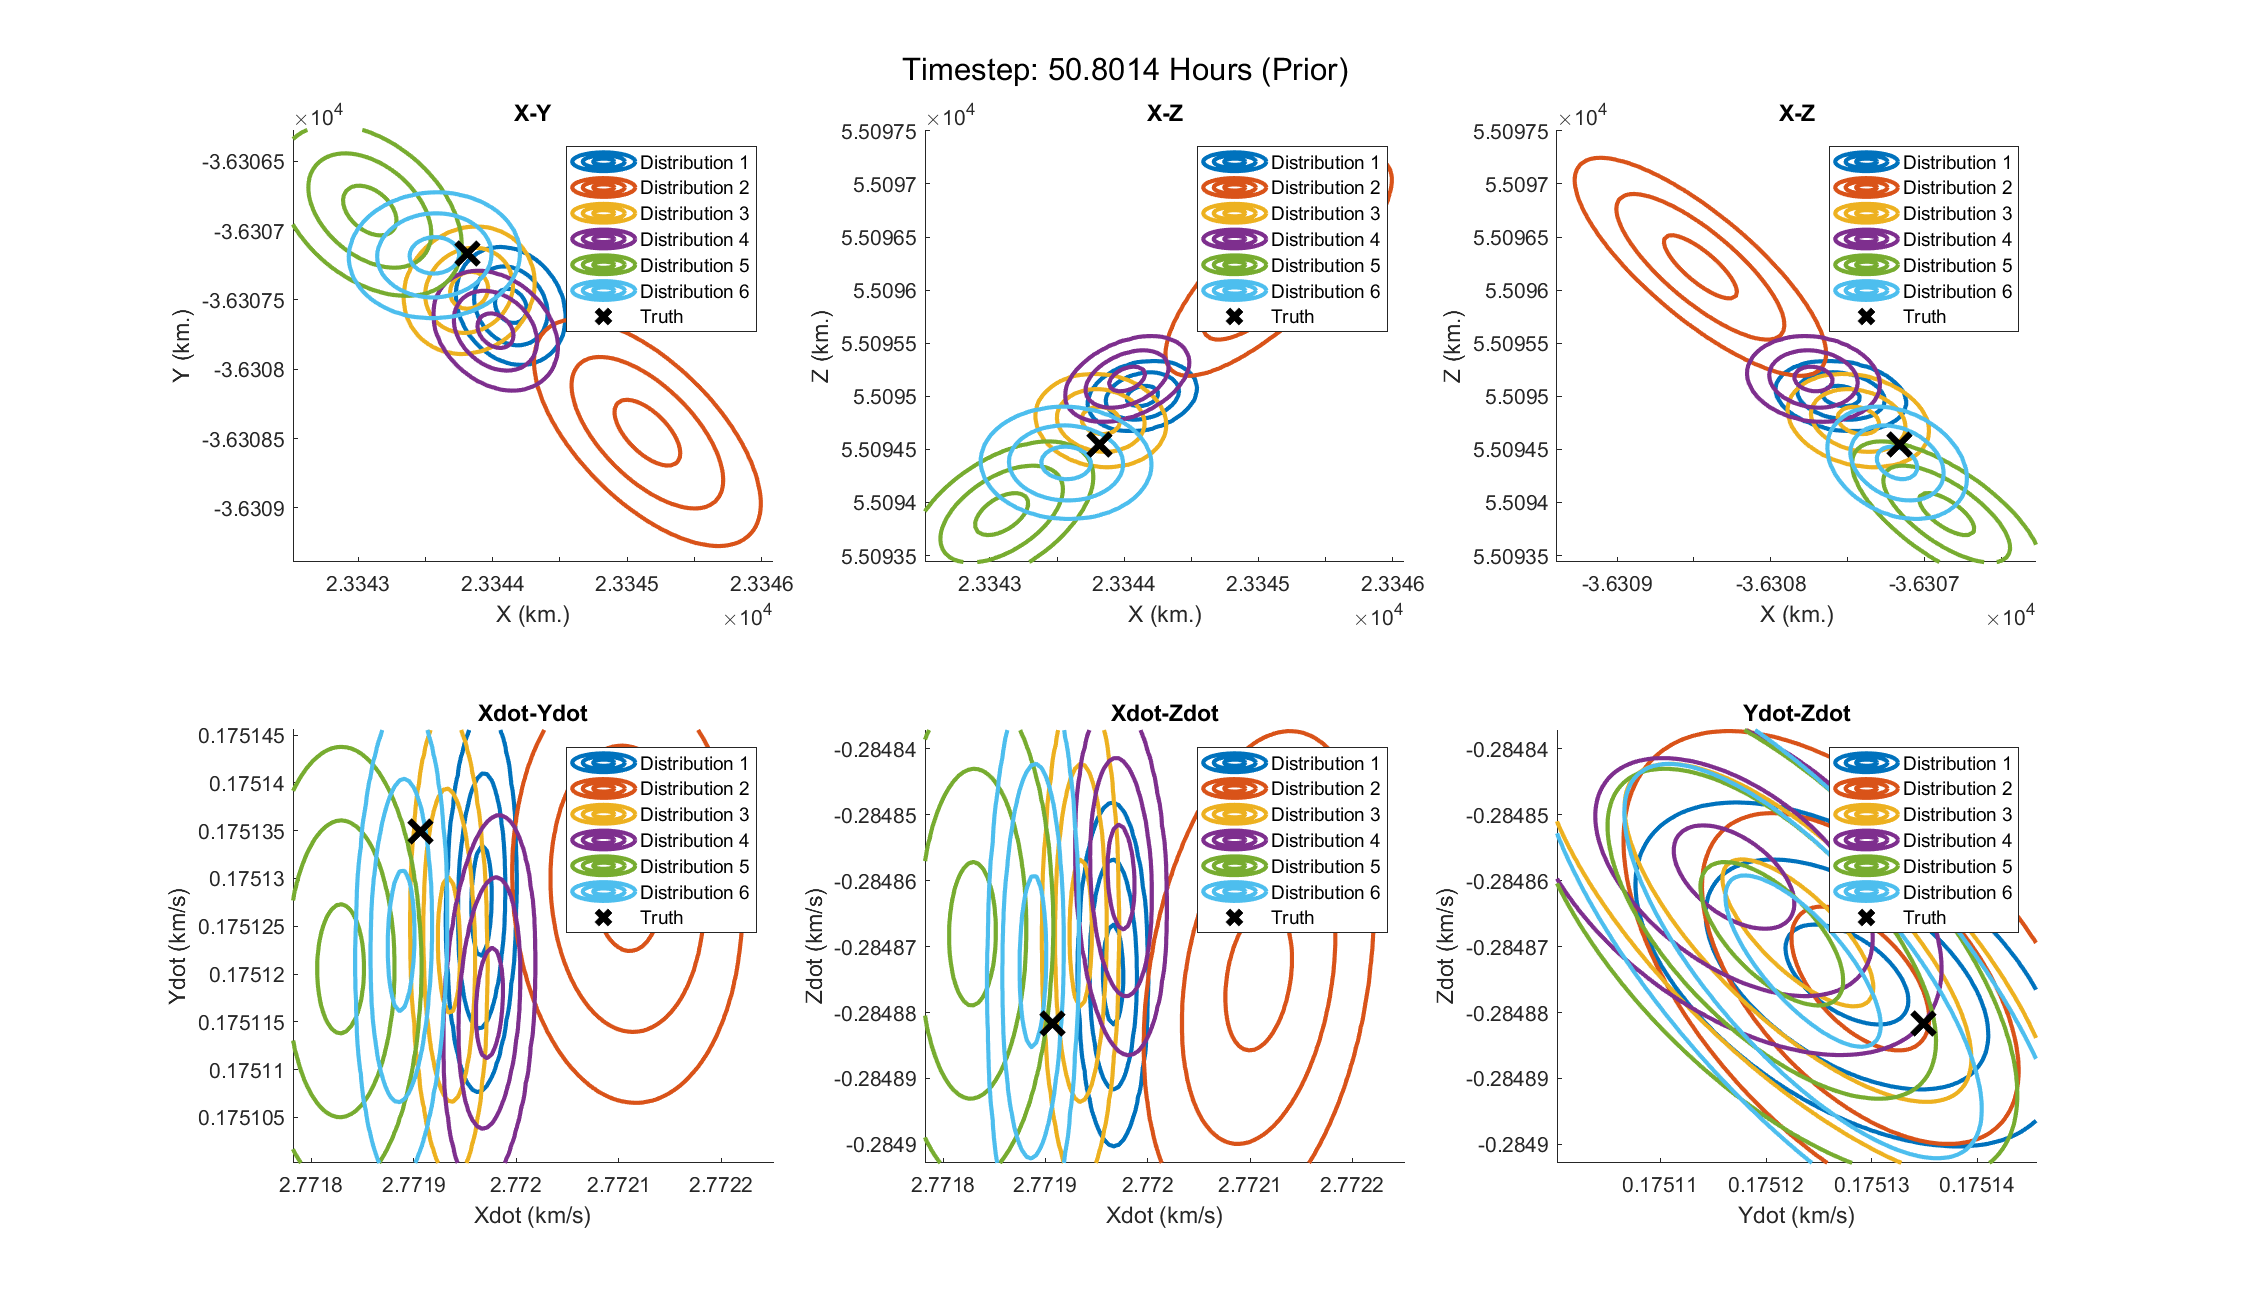 Timestep: 50.8014 Hours (Prior)
X-Y
×10⁴
-3.63065
-3.6307
-3.63075
-3.6308
-3.63085
-3.6309
Y (km.)
2.3343 2.3344 2.3345 2.3346
X (km.)
×10⁴
Distribution 1
Distribution 2
Distribution 3
Distribution 4
Distribution 5
Distribution 6
Truth
X-Z
×10⁴
5.50975
5.5097
5.50965
5.5096
5.50955
5.5095
5.50945
5.5094
5.50935
Z (km.)
2.3343 2.3344 2.3345 2.3346
X (km.)
×10⁴
Distribution 1
Distribution 2
Distribution 3
Distribution 4
Distribution 5
Distribution 6
Truth
X-Z
×10⁴
5.50975
5.5097
5.50965
5.5096
5.50955
5.5095
5.50945
5.5094
5.50935
Z (km.)
-3.6309 -3.6308 -3.6307
X (km.)
×10⁴
Distribution 1
Distribution 2
Distribution 3
Distribution 4
Distribution 5
Distribution 6
Truth
Xdot-Ydot
0.175145
0.17514
0.175135
0.17513
0.175125
0.17512
0.175115
0.17511
0.175105
Ydot (km/s)
2.7718 2.7719 2.772 2.7721 2.7722
Xdot (km/s)
Distribution 1
Distribution 2
Distribution 3
Distribution 4
Distribution 5
Distribution 6
Truth
Xdot-Zdot
-0.28484
-0.28485
-0.28486
-0.28487
-0.28488
-0.28489
-0.2849
Zdot (km/s)
2.7718 2.7719 2.772 2.7721 2.7722
Xdot (km/s)
Distribution 1
Distribution 2
Distribution 3
Distribution 4
Distribution 5
Distribution 6
Truth
Ydot-Zdot
-0.28484
-0.28485
-0.28486
-0.28487
-0.28488
-0.28489
-0.2849
Zdot (km/s)
0.17511 0.17512 0.17513 0.17514
Ydot (km/s)
Distribution 1
Distribution 2
Distribution 3
Distribution 4
Distribution 5
Distribution 6
Truth